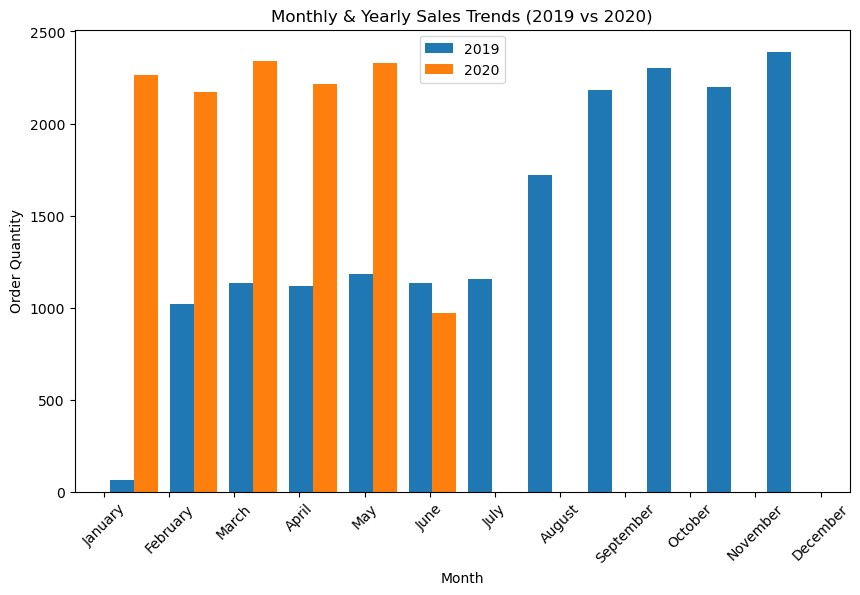 Monthly & Yearly Sales Trends (2019 vs 2020)
2019
2020
2500
2000
1500
1000
500
0
Order Quantity
January
February
March
April
May
June
July
August
September
October
November
December
Month